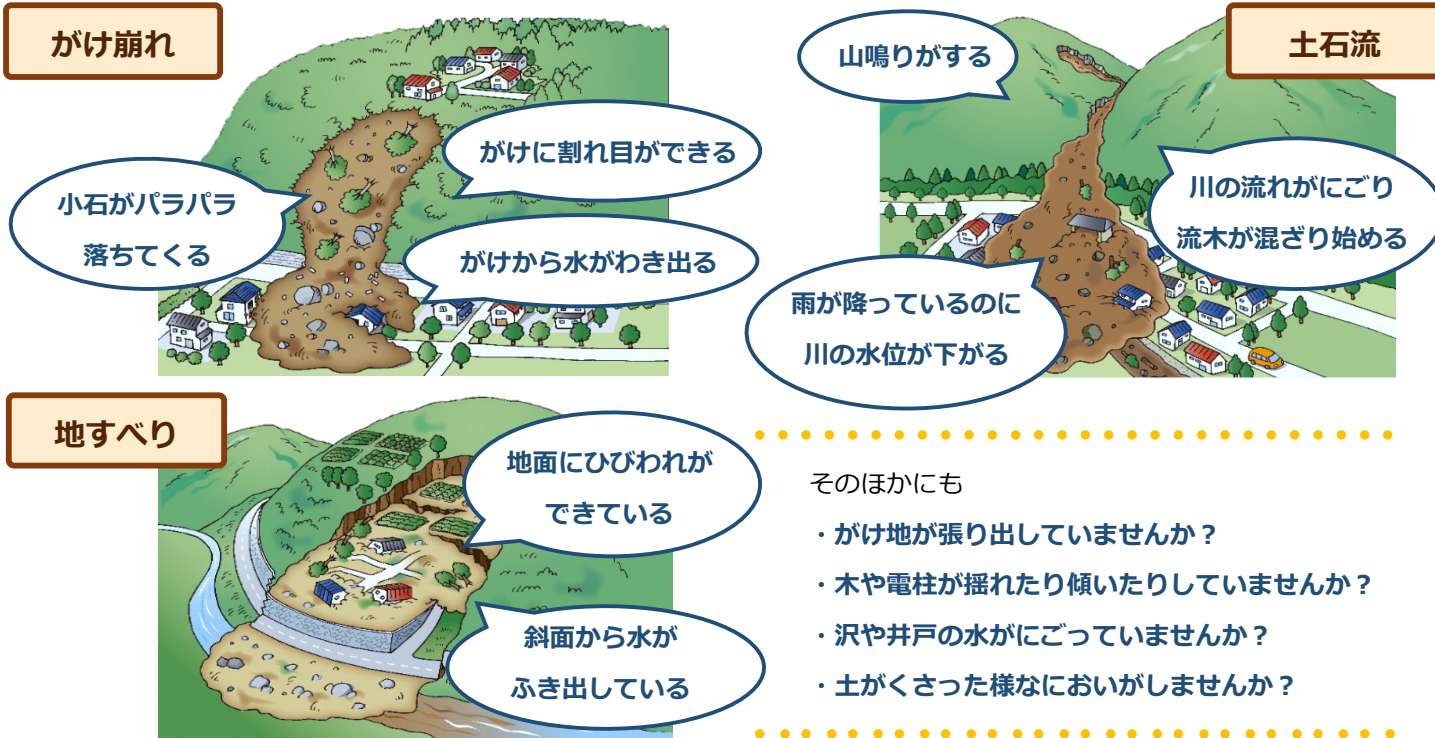 がけ崩れ
小石がパラパラ
落ちてくる
がけに割れ目ができる
がけから水がわき出る
土石流
山鳴りがする
川の流れがにごり
流木が混ざり始める
雨が降っているのに
川の水位が下がる
地すべり
地面にひびわれが
できている
斜面から水が
ふき出している
そのほかにも
・がけ地が張り出していませんか？
・木や電柱が揺れたり傾いたりしていませんか？
・沢や井戸の水がにごっていませんか？
・土がくさった様なにおいがしませんか？